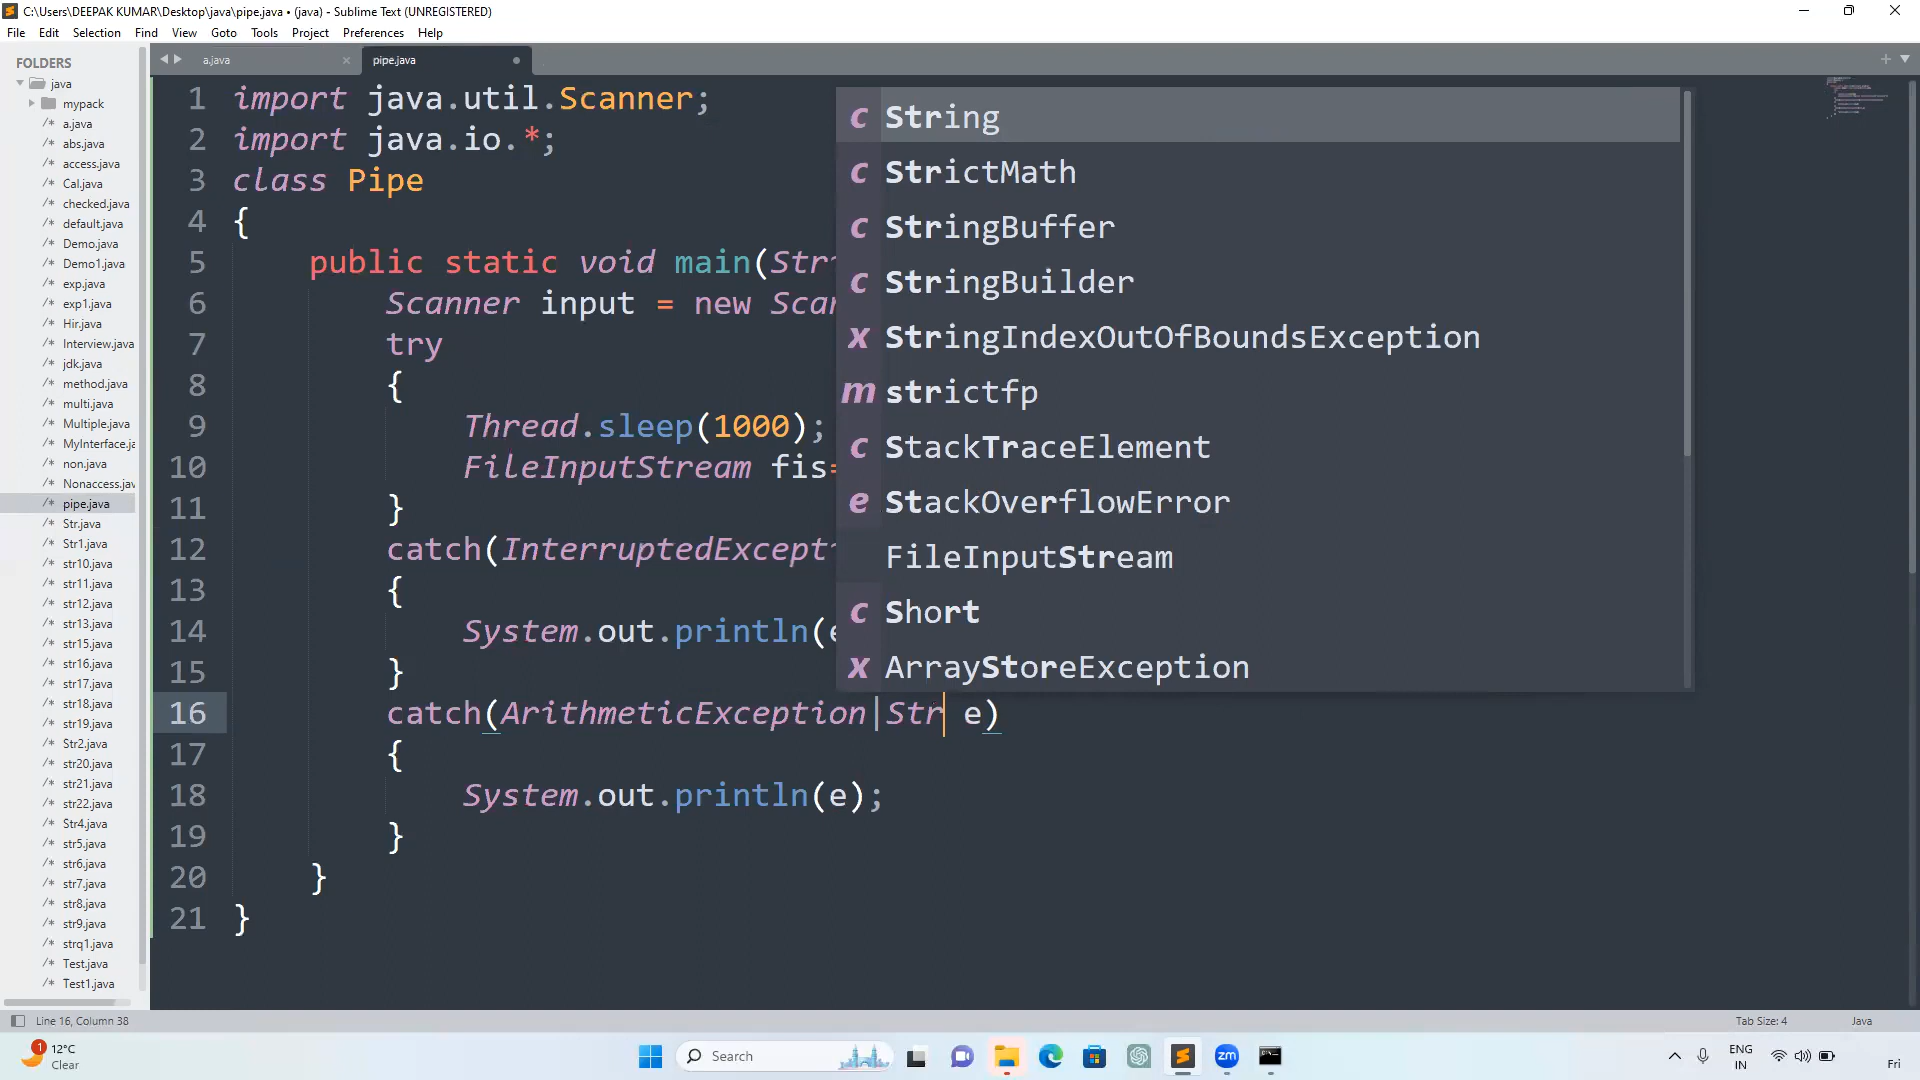 C:\Users\DEEPAK KUMAR\Desktop\java\pipe.java • (java) - Sublime Text (UNREGISTERED)
File Edit Selection Find View Goto Tools Project Preferences Help
FOLDERS
java
mypack
a.java
abs.java
access.java
Cal.java
checked.java
default.java
Demo.java
Demo1.java
exp.java
exp1.java
Hir.java
Interview.java
jdk.java
method.java
multi.java
Multiple.java
MyInterface.ja
non.java
Nonaccess.jav
pipe.java
Str.java
Str1.java
str10.java
str11.java
str12.java
str13.java
str15.java
str16.java
str17.java
str18.java
str19.java
Str2.java
str20.java
str21.java
str22.java
Str4.java
str5.java
str6.java
str7.java
str8.java
str9.java
strq1.java
Test.java
Test1.java
a.java pipe.java
1 import java.util.Scanner;
2 import java.io.*;
3 class Pipe
4 {
5 public static void main(Str
6 Scanner input = new Scan
7 try
8 {
9 Thread.sleep(1000);
10 FileInputStream fis=
11 }
12 catch(InterruptedExcepti
13 {
14 System.out.println(e
15 }
16 catch(ArithmeticException|Str e)
17 {
18 System.out.println(e);
19 }
20 }
21 }
c String
c StrictMath
c StringBuffer
c StringBuilder
x StringIndexOutOfBoundsException
m strictfp
c StackTraceElement
e StackOverflowError
FileInputStream
c Short
x ArrayStoreException
Line 16, Column 38
Tab Size: 4 Java
1
12°C
Clear
Search
zm
ENG
IN
Fri